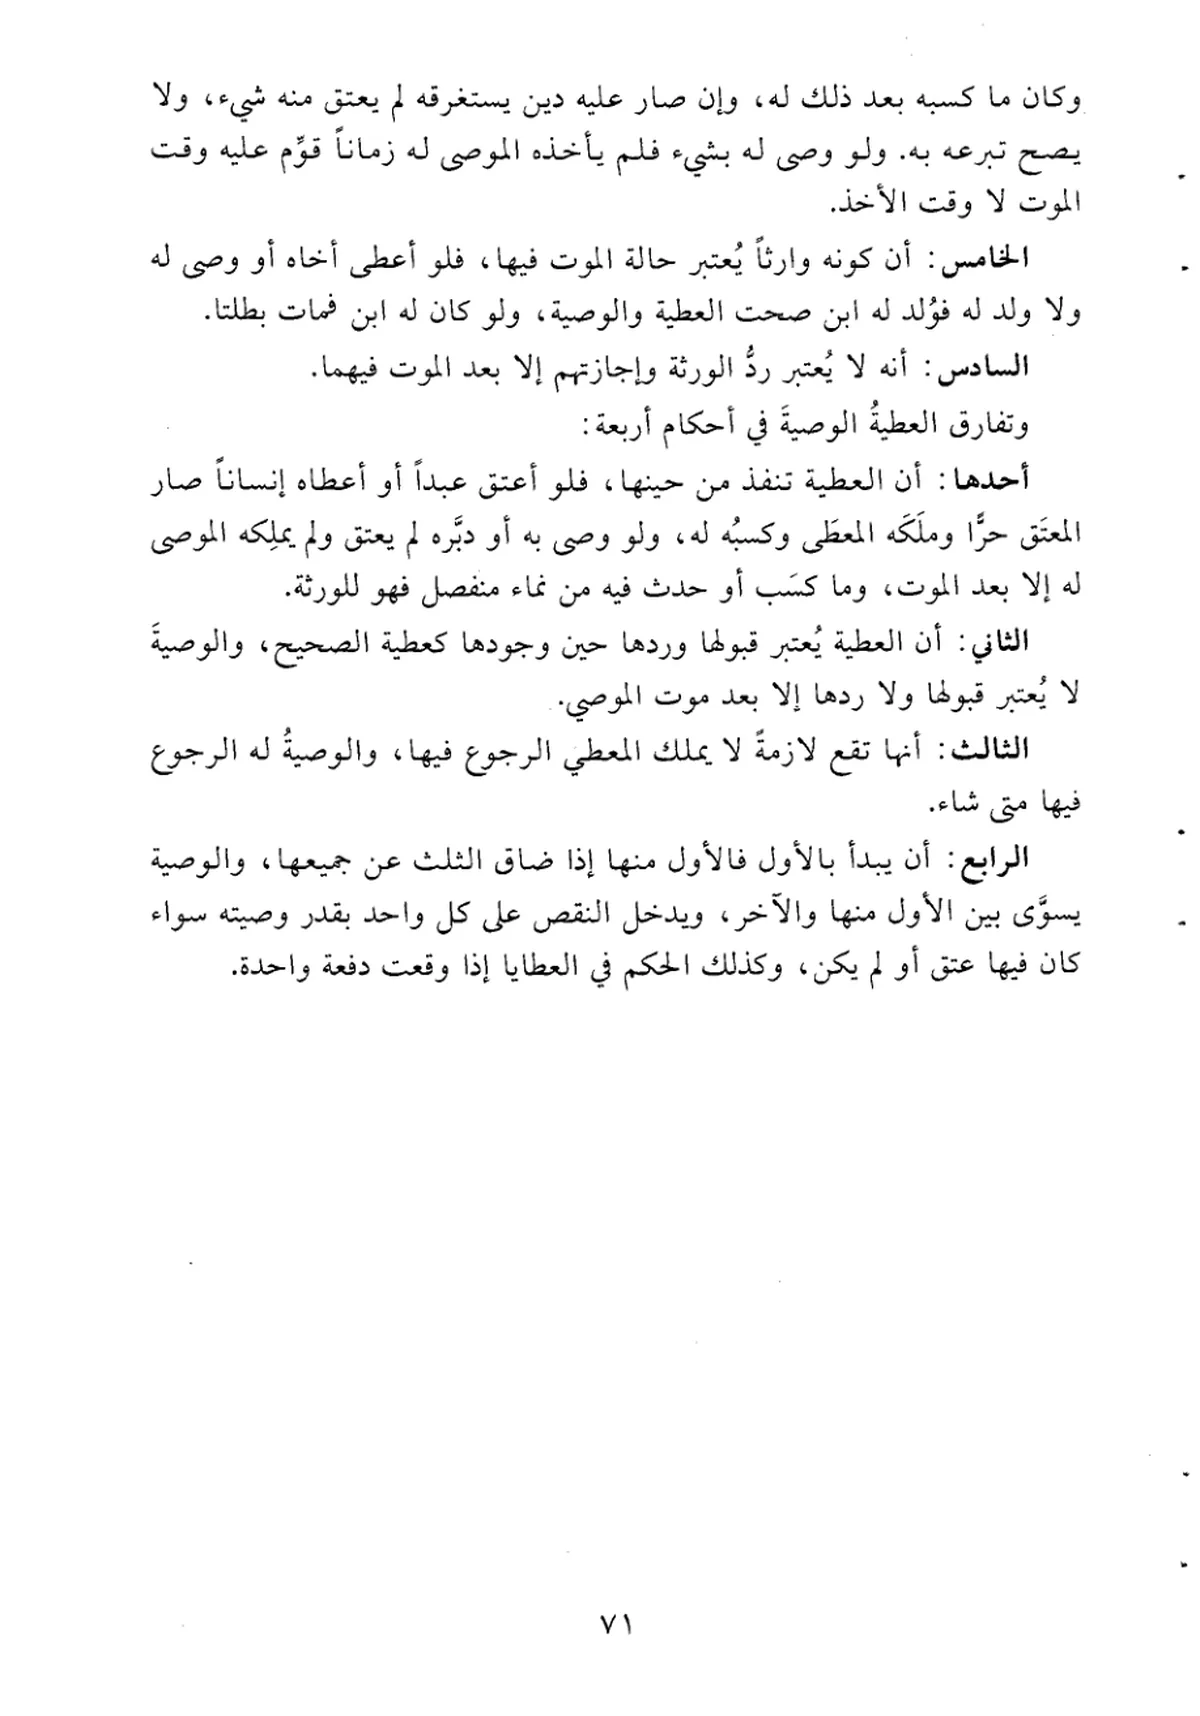 وكان ما كسبه بعد ذلك له، وإن صار عليه دين يستغرقه لم يعتق منه شيء، ولا
يصح تبرعه به. ولو وصى له بشيء فلم يأخذه الموصى له زماناً قوِّم عليه وقت
الموت لا وقت الأخذ.
الخامس: أن كونه وارثاً يُعتبر حالة الموت فيها، فلو أعطى أخاه أو وصى له
ولا ولد له فوُلد له ابن صحت العطية والوصية، ولو كان له ابن فمات بطلتا.
السادس: أنه لا يُعتبر ردُّ الورثة وإجازتهم إلا بعد الموت فيهما.
وتفارق العطيةُ الوصيةَ في أحكام أربعة:
أحدها: أن العطية تنفذ من حينها، فلو أعتق عبداً أو أعطاه إنساناً صار
المعتَق حرًّا وملَكَه المعطَى وكسبُه له، ولو وصى به أو دبَّره لم يعتق ولم يملِكه الموصى
له إلا بعد الموت، وما كسَب أو حدث فيه من نماء منفصل فهو للورثة.
الثاني: أن العطية يُعتبر قبولها وردها حين وجودها كعطية الصحيح، والوصيةَ
لا يُعتبر قبولها ولا ردها إلا بعد موت الموصي.
الثالث: أنها تقع لازمةً لا يملك المعطي الرجوع فيها، والوصيةُ له الرجوع
فيها متى شاء.
الرابع: أن يبدأ بالأول فالأول منها إذا ضاق الثلث عن جميعها، والوصية
يسوَّى بين الأول منها والآخر، ويدخل النقص على كل واحد بقدر وصيته سواء
كان فيها عتق أو لم يكن، وكذلك الحكم في العطايا إذا وقعت دفعة واحدة.
٧١